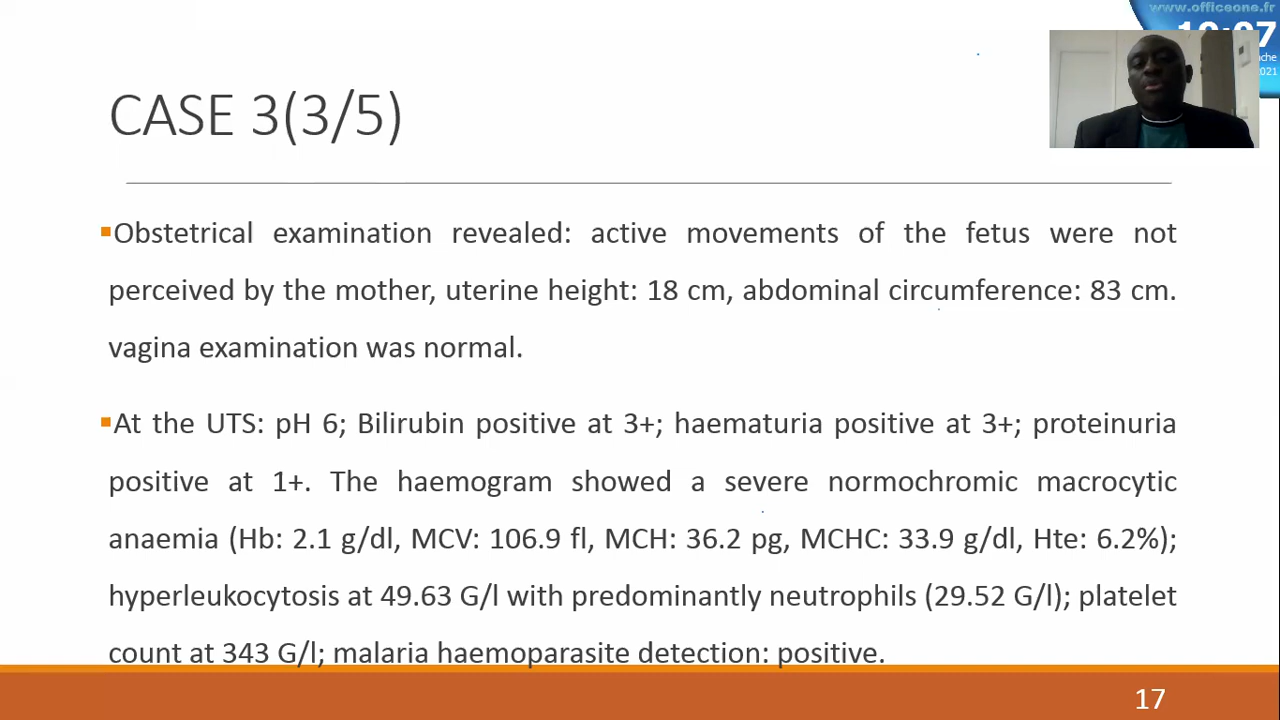 www.officeone.fr
CASE 3(3/5)
▪Obstetrical examination revealed: active movements of the fetus were not
perceived by the mother, uterine height: 18 cm, abdominal circumference: 83 cm.
vagina examination was normal.
▪At the UTS: pH 6; Bilirubin positive at 3+; haematuria positive at 3+; proteinuria
positive at 1+. The haemogram showed a severe normochromic macrocytic
anaemia (Hb: 2.1 g/dl, MCV: 106.9 fl, MCH: 36.2 pg, MCHC: 33.9 g/dl, Hte: 6.2%);
hyperleukocytosis at 49.63 G/l with predominantly neutrophils (29.52 G/l); platelet
count at 343 G/l; malaria haemoparasite detection: positive.
17